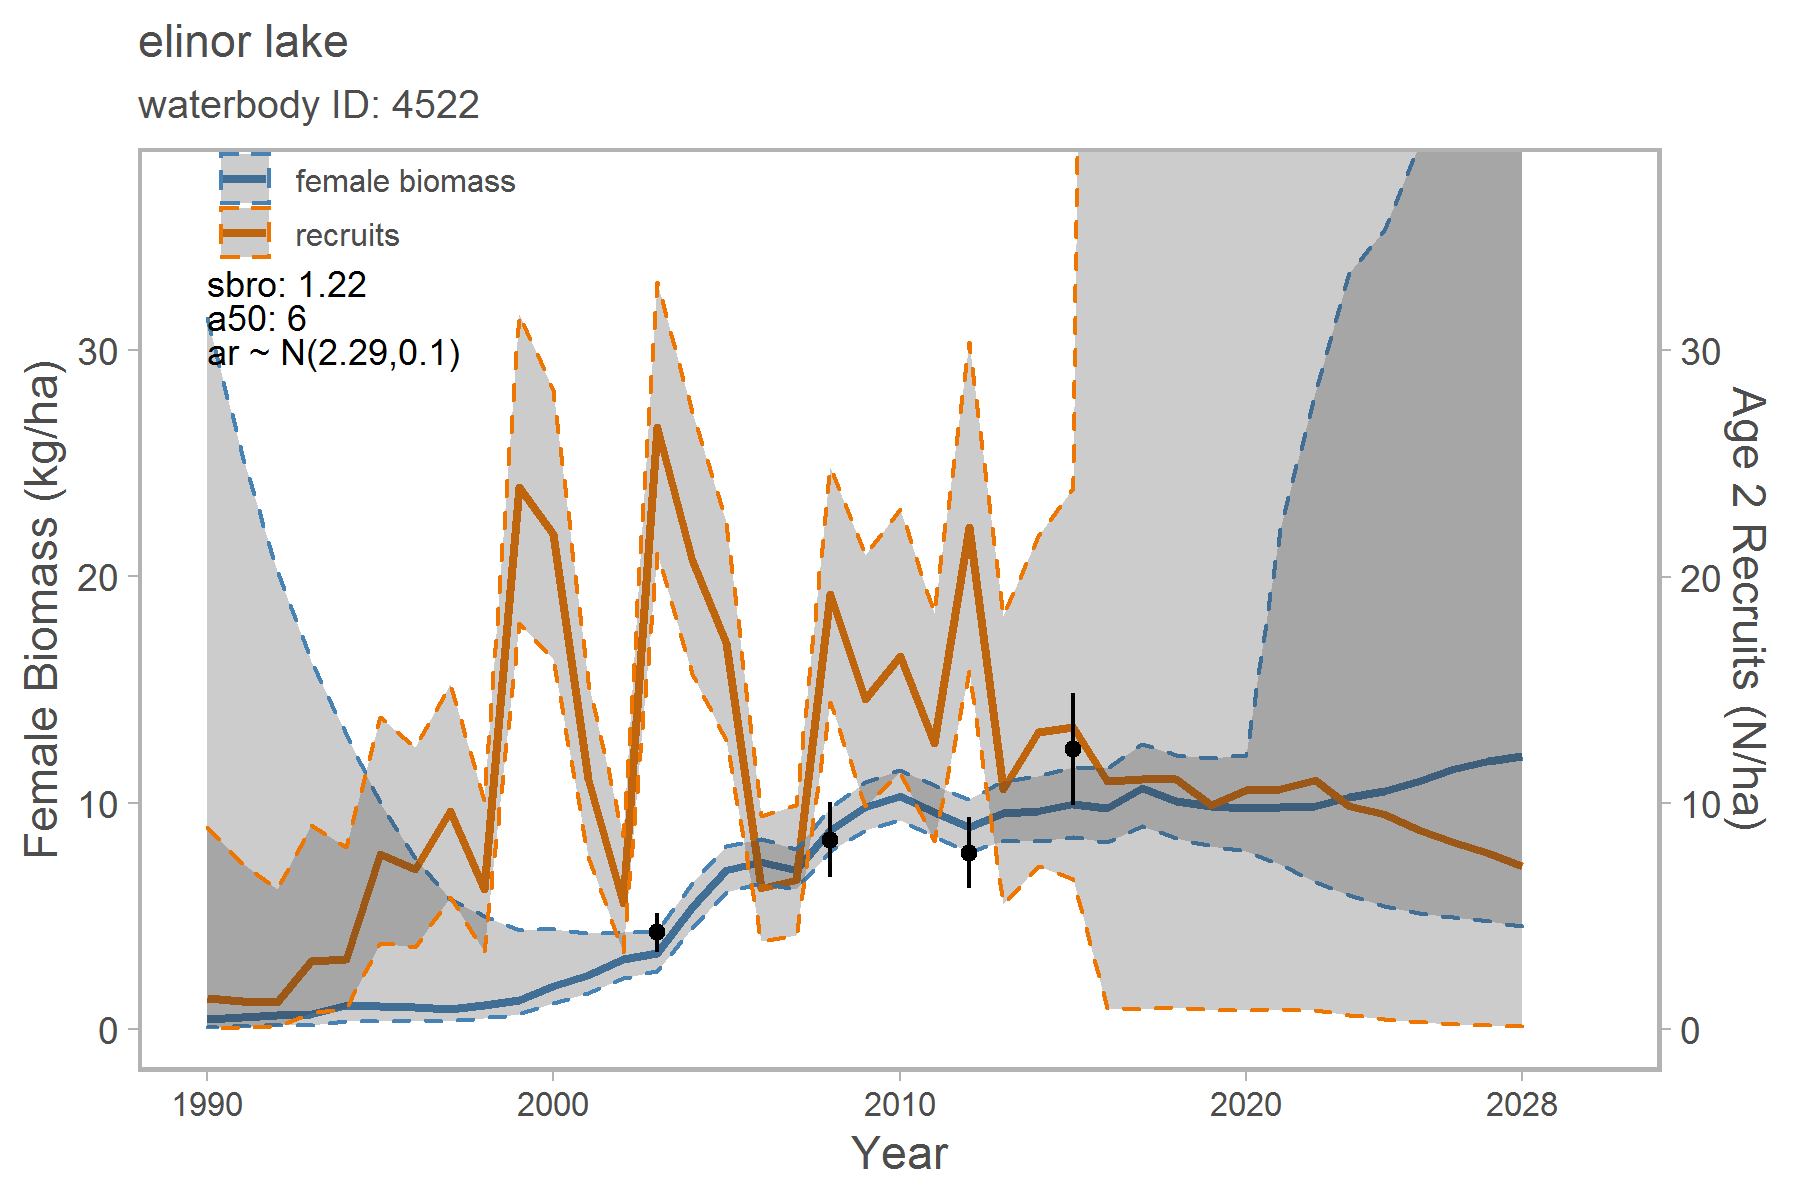 elinor lake
waterbody ID: 4522
female biomass
recruits
sbro: 1.22
a50: 6
ar ~ N(2.29,0.1)
Female Biomass (kg/ha)
30
20
10
0
30
20
10
0
Age 2 Recruits (N/ha)
1990
2000
2010
2020
2028
Year